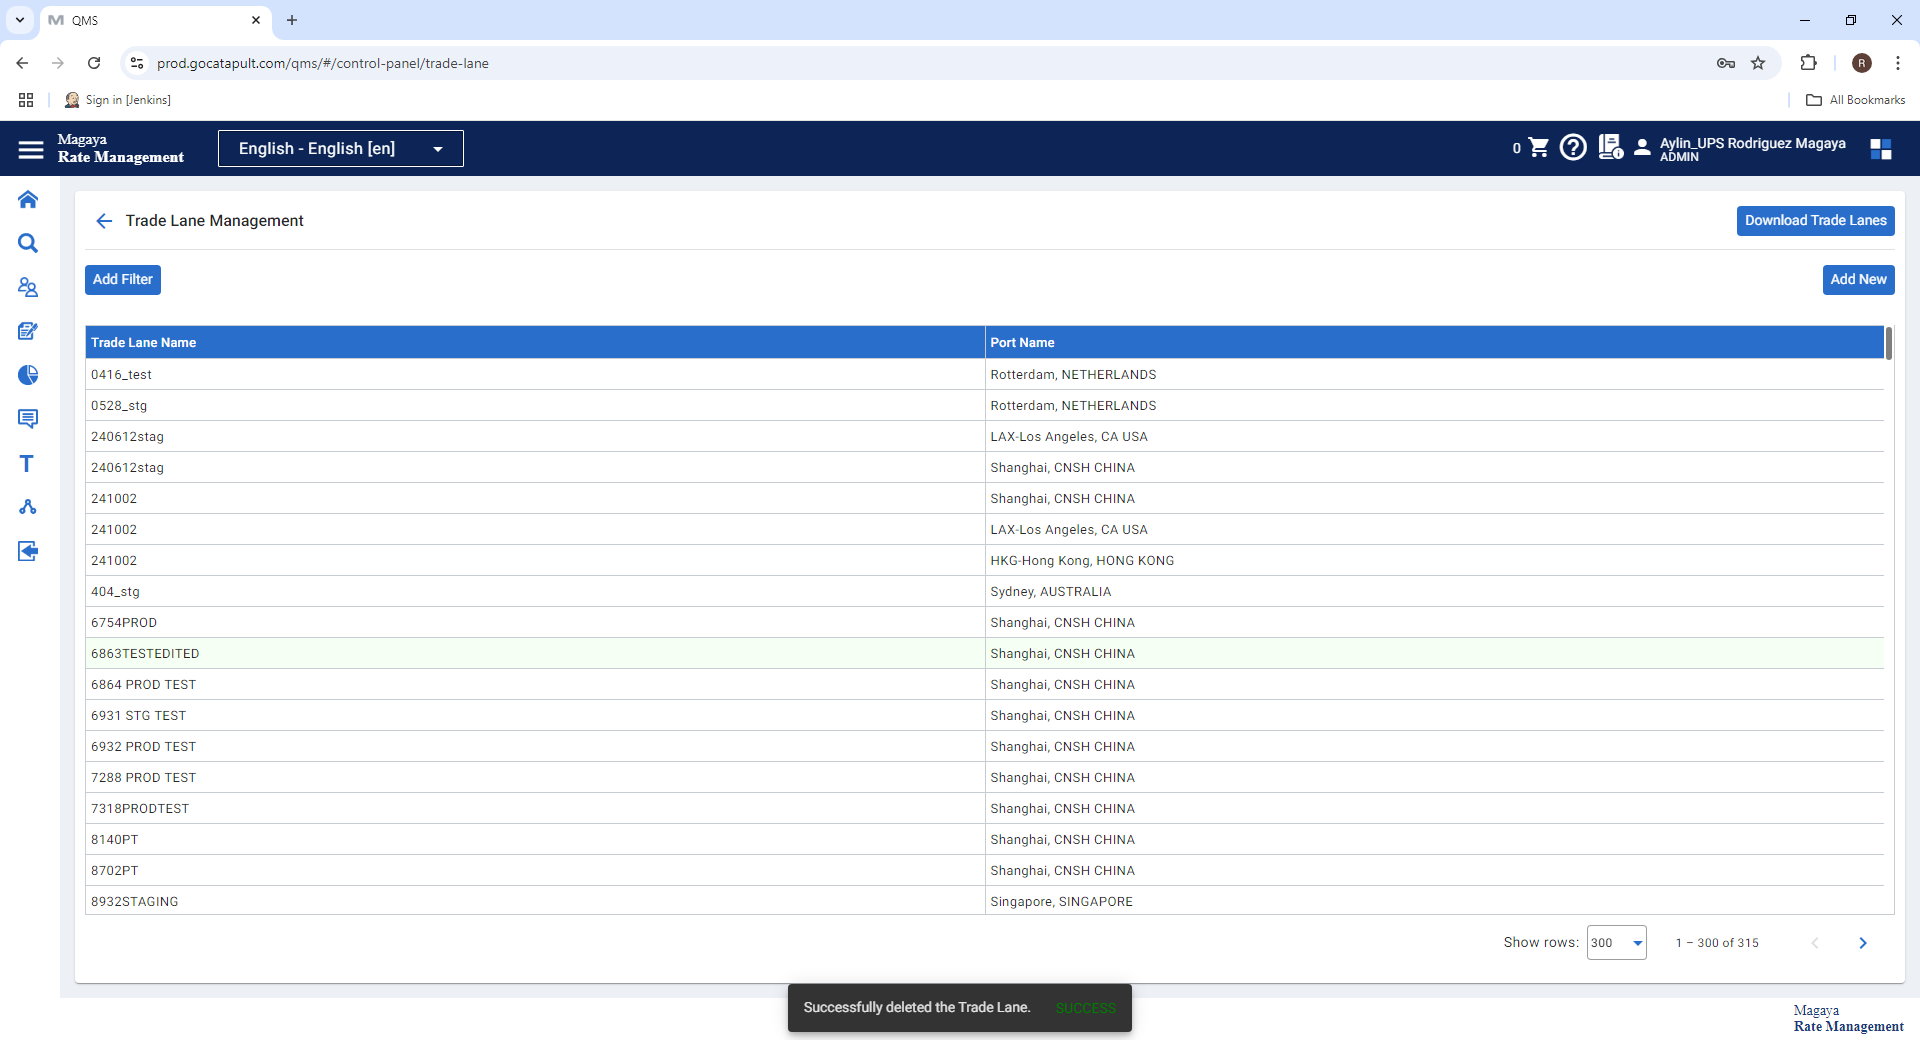 QMS
prod.gocatapult.com/qms/#/control-panel/trade-lane
R
Sign in [Jenkins]
All Bookmarks
Magaya
Rate Management
English - English [en]
0
Aylin_UPS Rodriguez Magaya
ADMIN
Trade Lane Management
Download Trade Lanes
Add Filter
Add New
Trade Lane Name Port Name
0416_test Rotterdam, NETHERLANDS
0528_stg Rotterdam, NETHERLANDS
240612stag LAX-Los Angeles, CA USA
240612stag Shanghai, CNSH CHINA
241002 Shanghai, CNSH CHINA
241002 LAX-Los Angeles, CA USA
241002 HKG-Hong Kong, HONG KONG
404_stg Sydney, AUSTRALIA
6754PROD Shanghai, CNSH CHINA
6863TESTEDITED Shanghai, CNSH CHINA
6864 PROD TEST Shanghai, CNSH CHINA
6931 STG TEST Shanghai, CNSH CHINA
6932 PROD TEST Shanghai, CNSH CHINA
7288 PROD TEST Shanghai, CNSH CHINA
7318PRODTEST Shanghai, CNSH CHINA
8140PT Shanghai, CNSH CHINA
8702PT Shanghai, CNSH CHINA
8932STAGING Singapore, SINGAPORE
Show rows: 300 1 – 300 of 315
Successfully deleted the Trade Lane. SUCCESS
Magaya
Rate Management